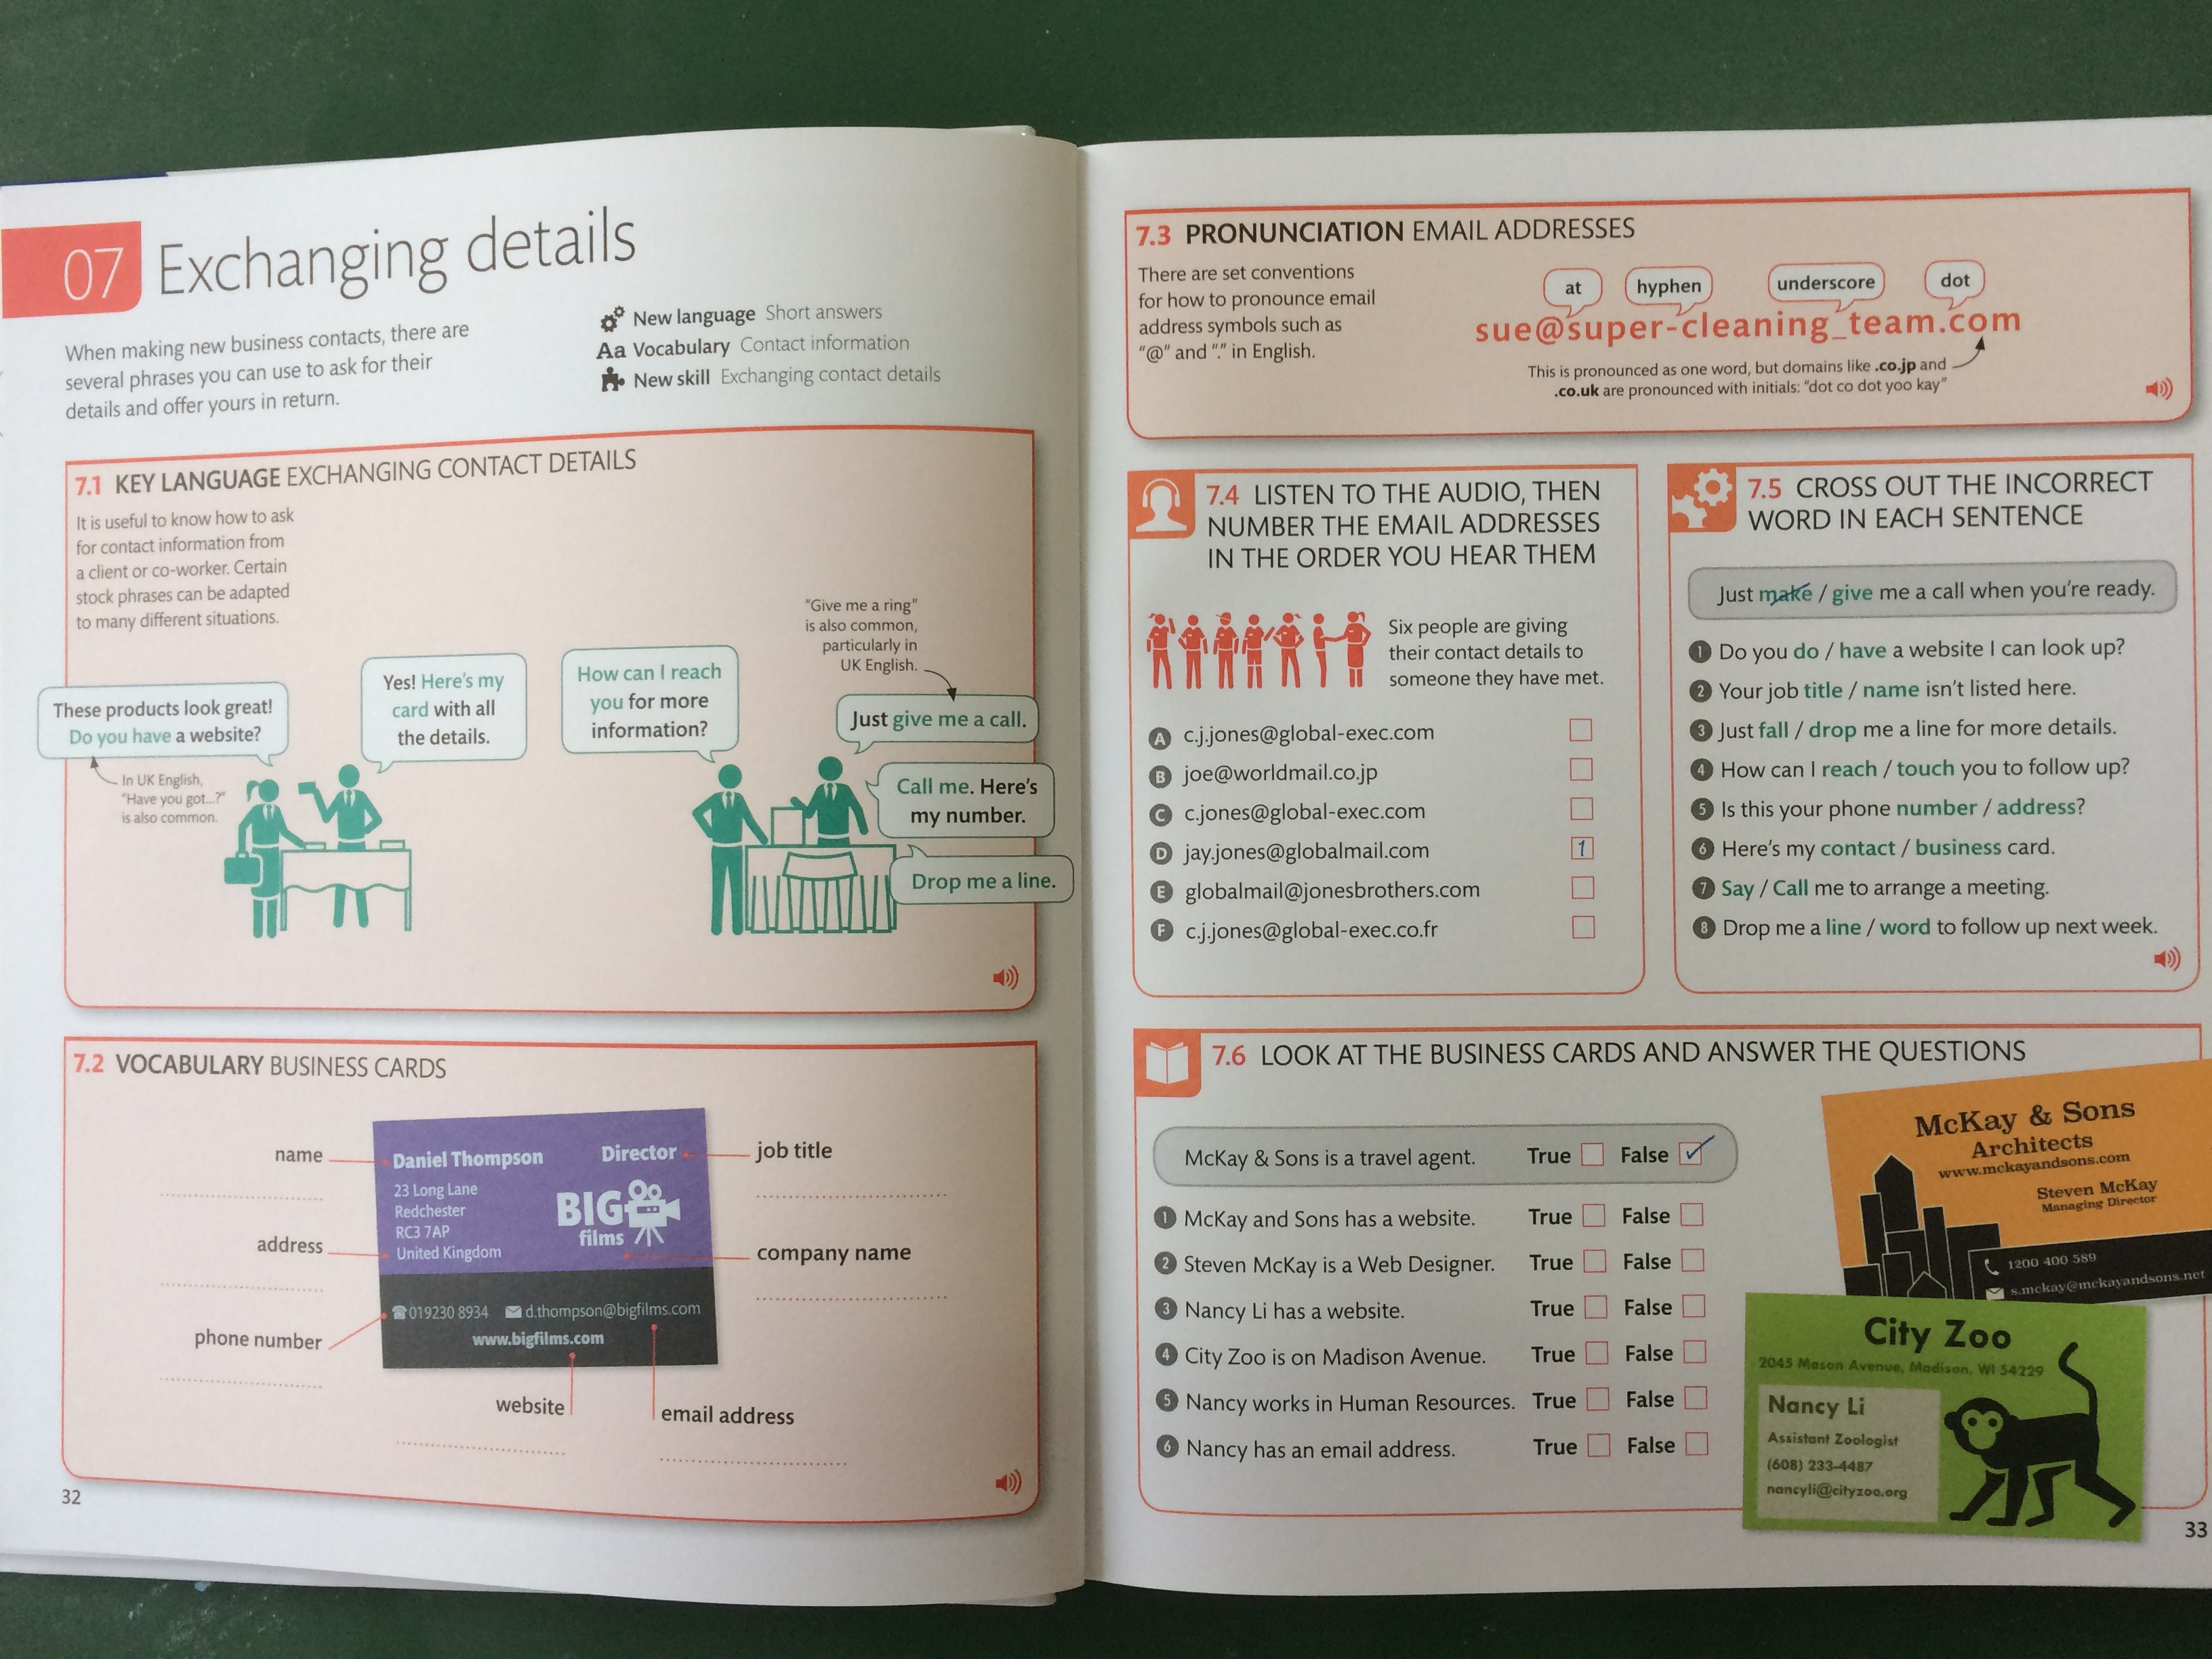 07 Exchanging details
When making new business contacts, there are
several phrases you can use to ask for their
details and offer yours in return.
New language Short answers
Aa Vocabulary Contact information
New skill Exchanging contact details
7.1 KEY LANGUAGE EXCHANGING CONTACT DETAILS
It is useful to know how to ask
for contact information from
a client or co-worker. Certain
stock phrases can be adapted
to many different situations.
These products look great!
Do you have a website?
In UK English,
"Have you got...?"
is also common.
Yes! Here's my
card with all
the details.
How can I reach
you for more
information?
"Give me a ring"
is also common,
particularly in
UK English.
Just give me a call.
Call me. Here's
my number.
Drop me a line.
7.2 VOCABULARY BUSINESS CARDS
name
address
phone number
Daniel Thompson
Director
23 Long Lane
Redchester
RC3 7AP
United Kingdom
BIG
films
019230 8934
d.thompson@bigfilms.com
www.bigfilms.com
job title
company name
website
email address
32
7.3 PRONUNCIATION EMAIL ADDRESSES
There are set conventions
for how to pronounce email
address symbols such as
"@" and "." in English.
at
hyphen
underscore
dot
sue@super-cleaning_team.com
This is pronounced as one word, but domains like .co.jp and
.co.uk are pronounced with initials: "dot co dot yoo kay"
7.4 LISTEN TO THE AUDIO, THEN
NUMBER THE EMAIL ADDRESSES
IN THE ORDER YOU HEAR THEM
Six people are giving
their contact details to
someone they have met.
A c.j.jones@global-exec.com
B joe@worldmail.co.jp
C c.jones@global-exec.com
D jay.jones@globalmail.com 1
E globalmail@jonesbrothers.com
F c.j.jones@global-exec.co.fr
7.5 CROSS OUT THE INCORRECT
WORD IN EACH SENTENCE
Just make / give me a call when you're ready.
1 Do you do / have a website I can look up?
2 Your job title / name isn't listed here.
3 Just fall / drop me a line for more details.
4 How can I reach / touch you to follow up?
5 Is this your phone number / address?
6 Here's my contact / business card.
7 Say / Call me to arrange a meeting.
8 Drop me a line / word to follow up next week.
7.6 LOOK AT THE BUSINESS CARDS AND ANSWER THE QUESTIONS
McKay & Sons is a travel agent. True False
1 McKay and Sons has a website. True False
2 Steven McKay is a Web Designer. True False
3 Nancy Li has a website. True False
4 City Zoo is on Madison Avenue. True False
5 Nancy works in Human Resources. True False
6 Nancy has an email address. True False
McKay & Sons
Architects
www.mckayandsons.com
Steven McKay
Managing Director
1200 400 589
s.mckay@mckayandsons.net
City Zoo
2045 Mason Avenue, Madison, WI 54229
Nancy Li
Assistant Zoologist
(608) 233-4487
nancyli@cityzoo.org
33